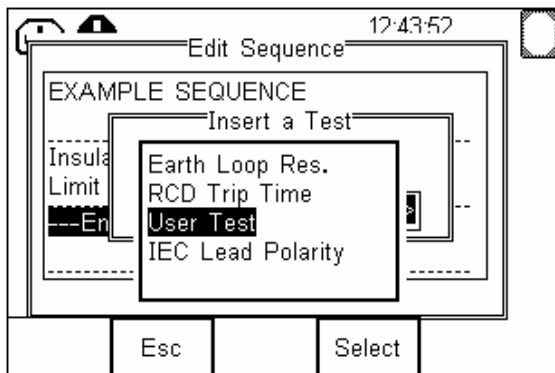 12:43:52
Edit Sequence
EXAMPLE SEQUENCE
Insert a Test
Earth Loop Res.
Limit
RCD Trip Time
User Test
IEC Lead Polarity
Esc
Select